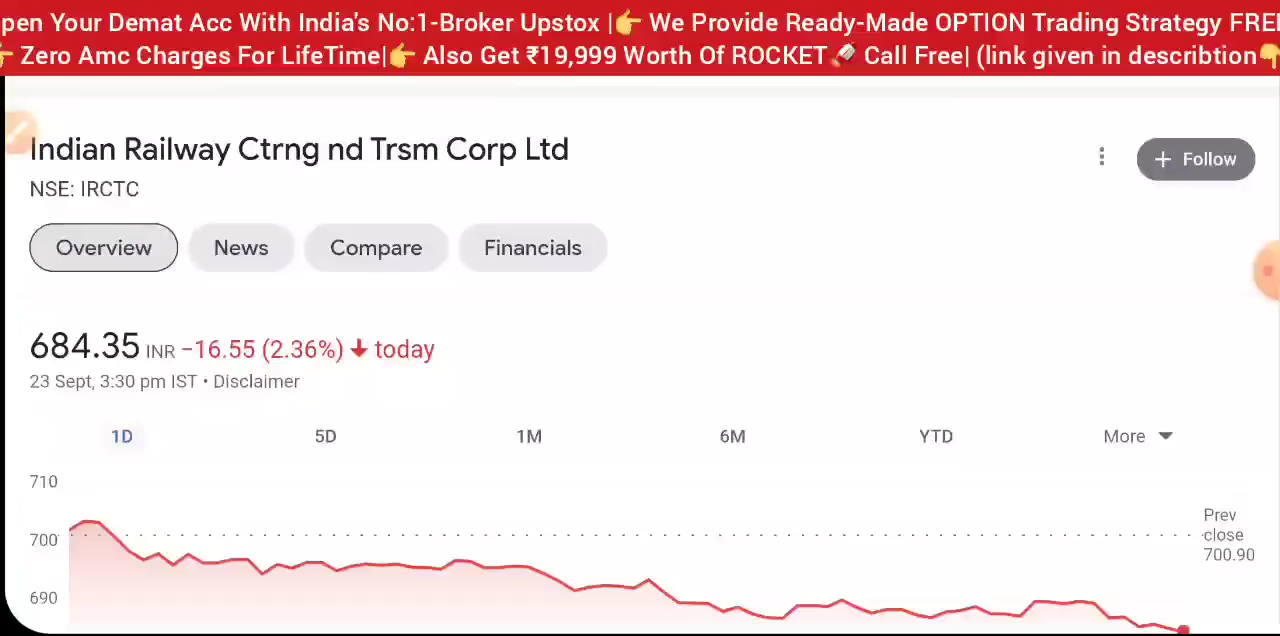 pen Your Demat Acc With India's No:1-Broker Upstox |👉 We Provide Ready-Made OPTION Trading Strategy FRE
👉 Zero Amc Charges For LifeTime|👉 Also Get ₹19,999 Worth Of ROCKET🚀 Call Free| (link given in describtion👇
Indian Railway Ctrng nd Trsm Corp Ltd
+ Follow
NSE: IRCTC
Overview News Compare Financials
684.35 INR −16.55 (2.36%) ↓ today
23 Sept, 3:30 pm IST • Disclaimer
1D 5D 1M 6M YTD More
710
700
690
Prev
close
700.90